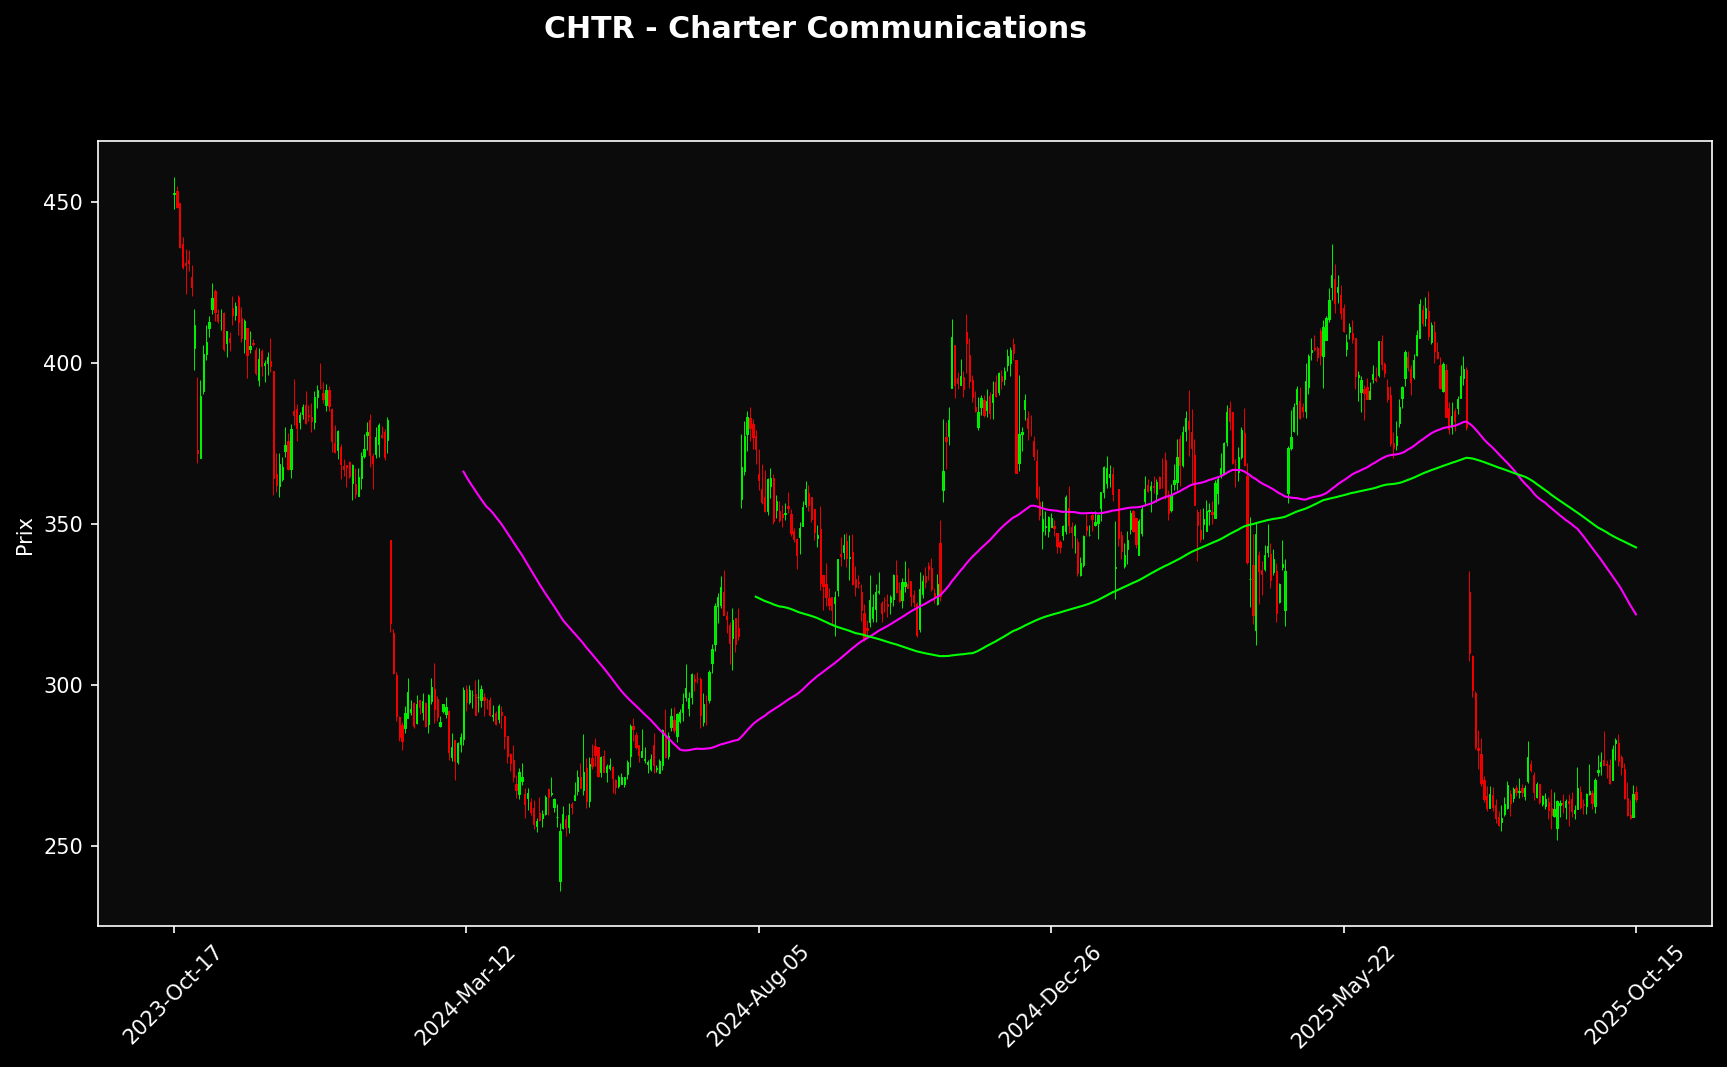 CHTR - Charter Communications
Prix
450
400
350
300
250
2023-Oct-17
2024-Mar-12
2024-Aug-05
2024-Dec-26
2025-May-22
2025-Oct-15